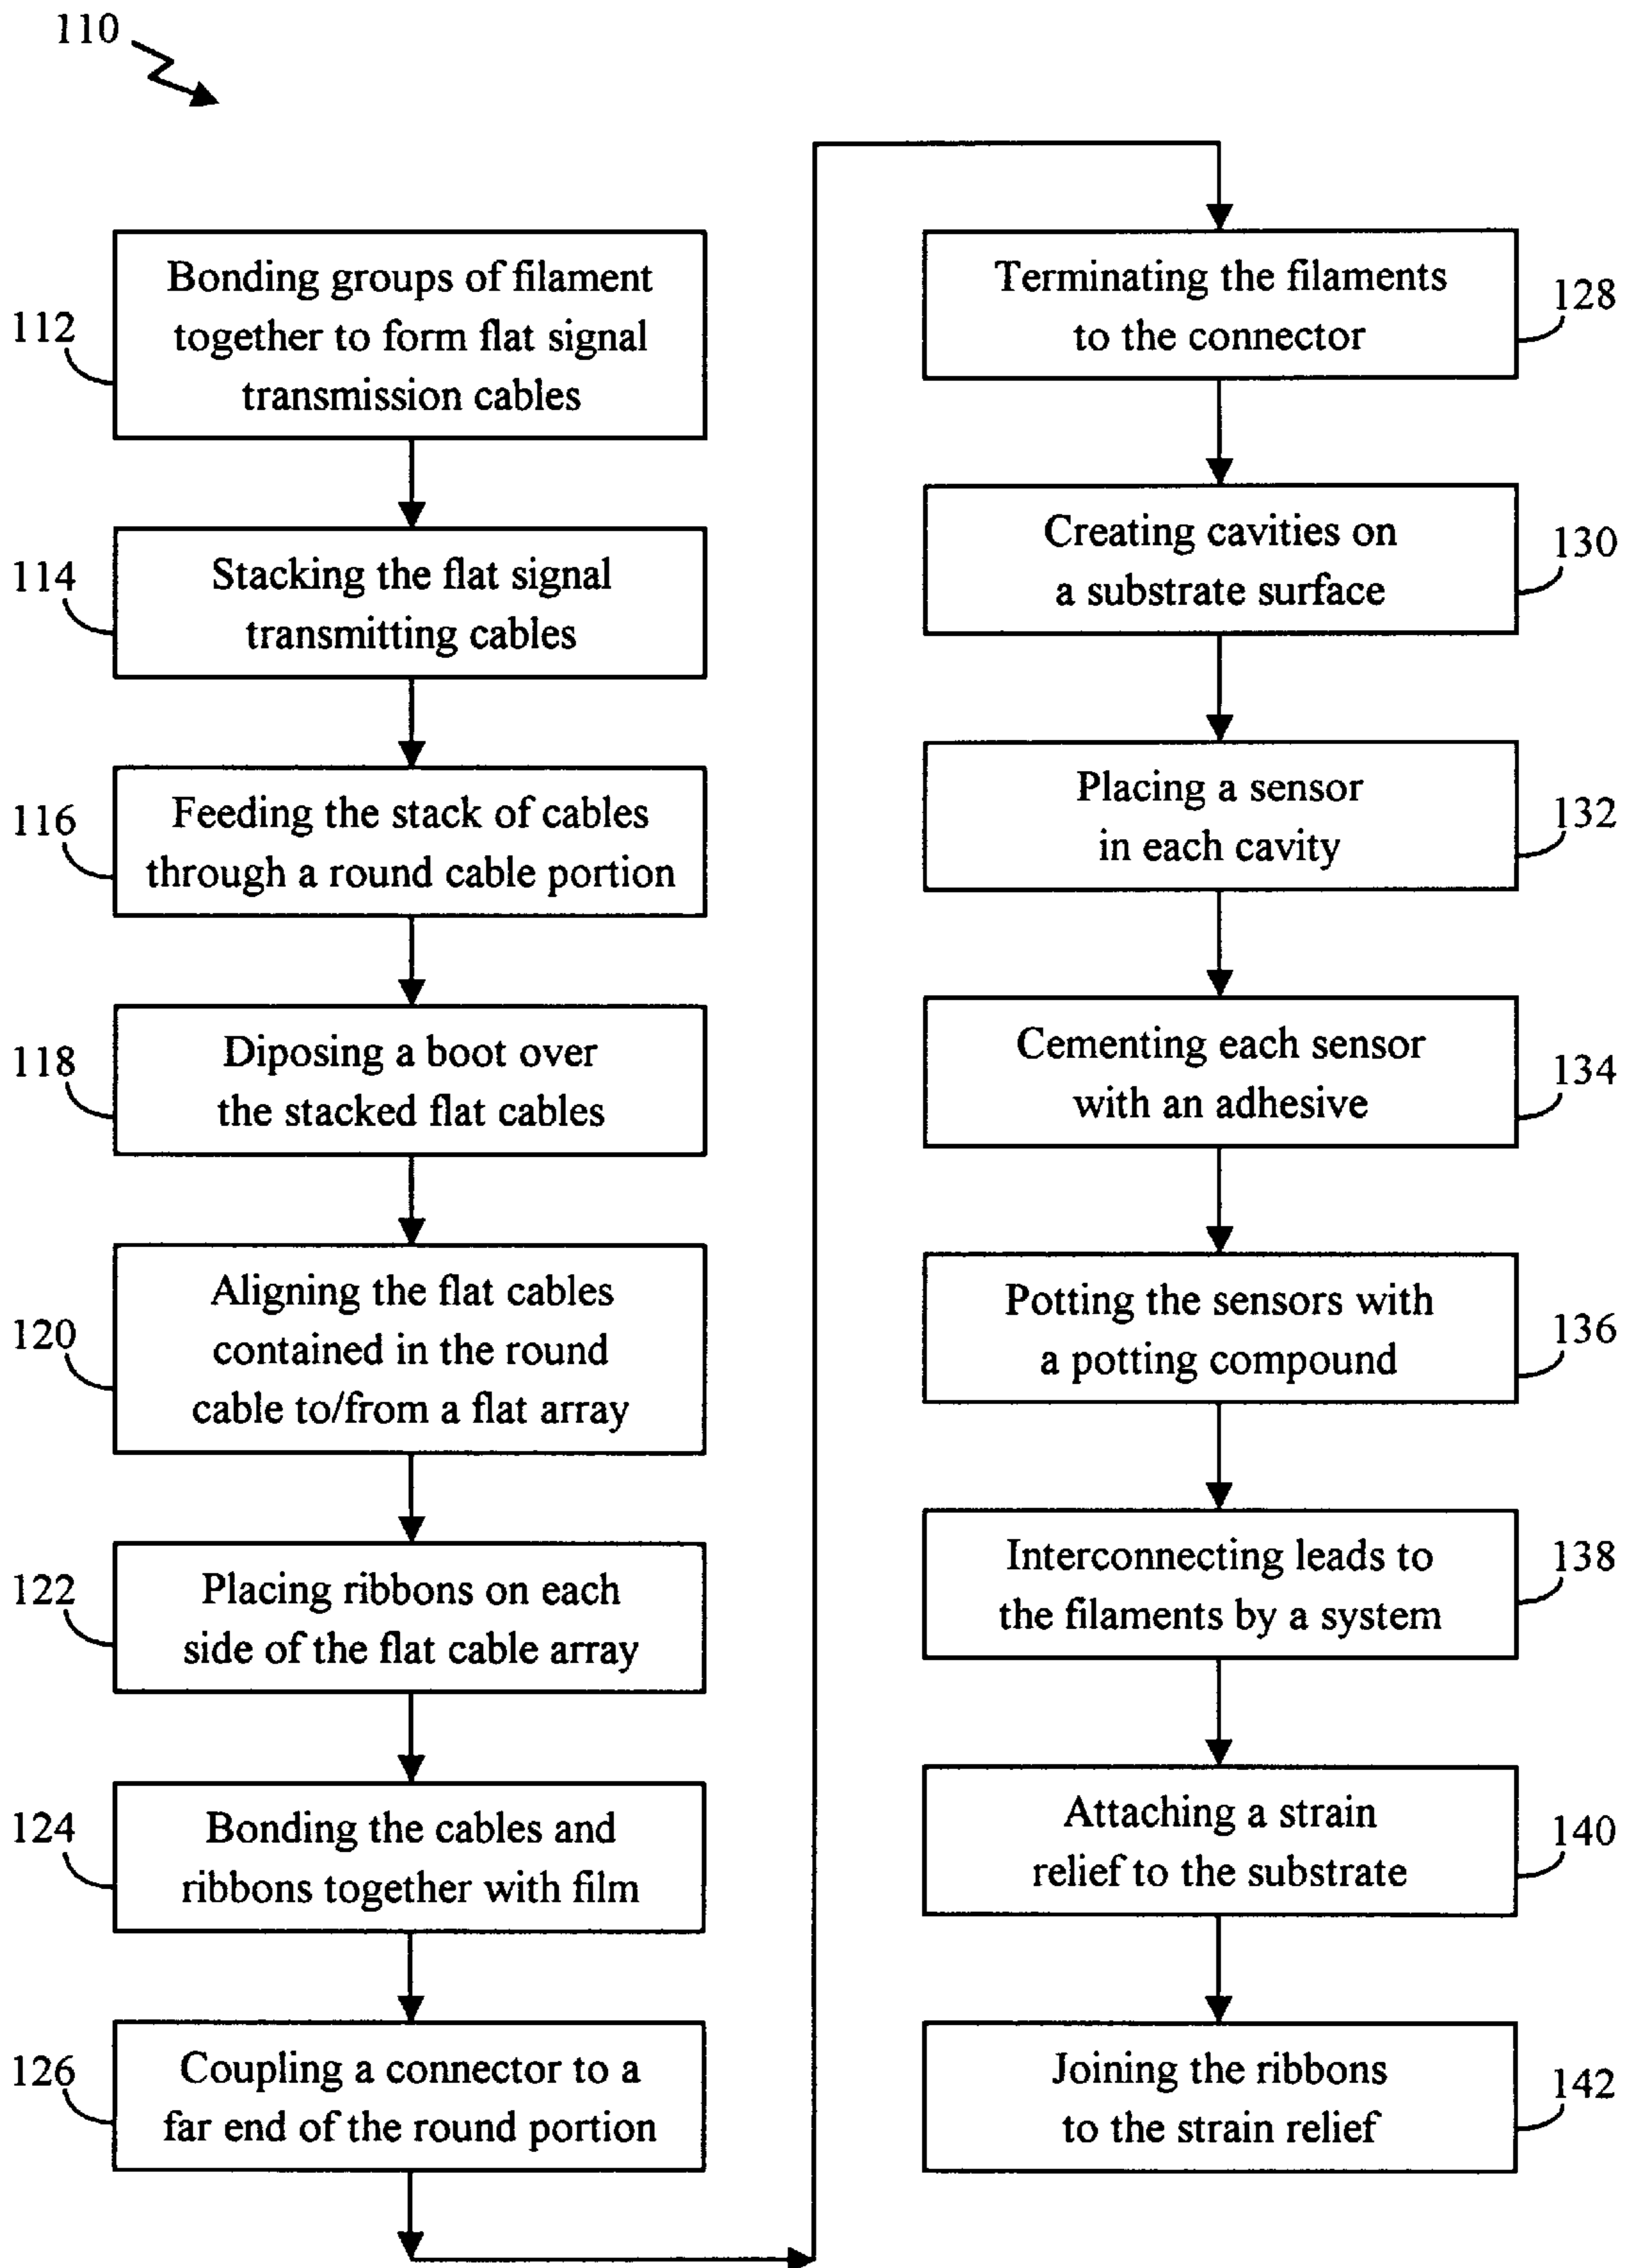 110
112
Bonding groups of filament
together to form flat signal
transmission cables
114
Stacking the flat signal
transmitting cables
116
Feeding the stack of cables
through a round cable portion
118
Diposing a boot over
the stacked flat cables
120
Aligning the flat cables
contained in the round
cable to/from a flat array
122
Placing ribbons on each
side of the flat cable array
124
Bonding the cables and
ribbons together with film
126
Coupling a connector to a
far end of the round portion
Terminating the filaments
to the connector
128
Creating cavities on
a substrate surface
130
Placing a sensor
in each cavity
132
Cementing each sensor
with an adhesive
134
Potting the sensors with
a potting compound
136
Interconnecting leads to
the filaments by a system
138
Attaching a strain
relief to the substrate
140
Joining the ribbons
to the strain relief
142